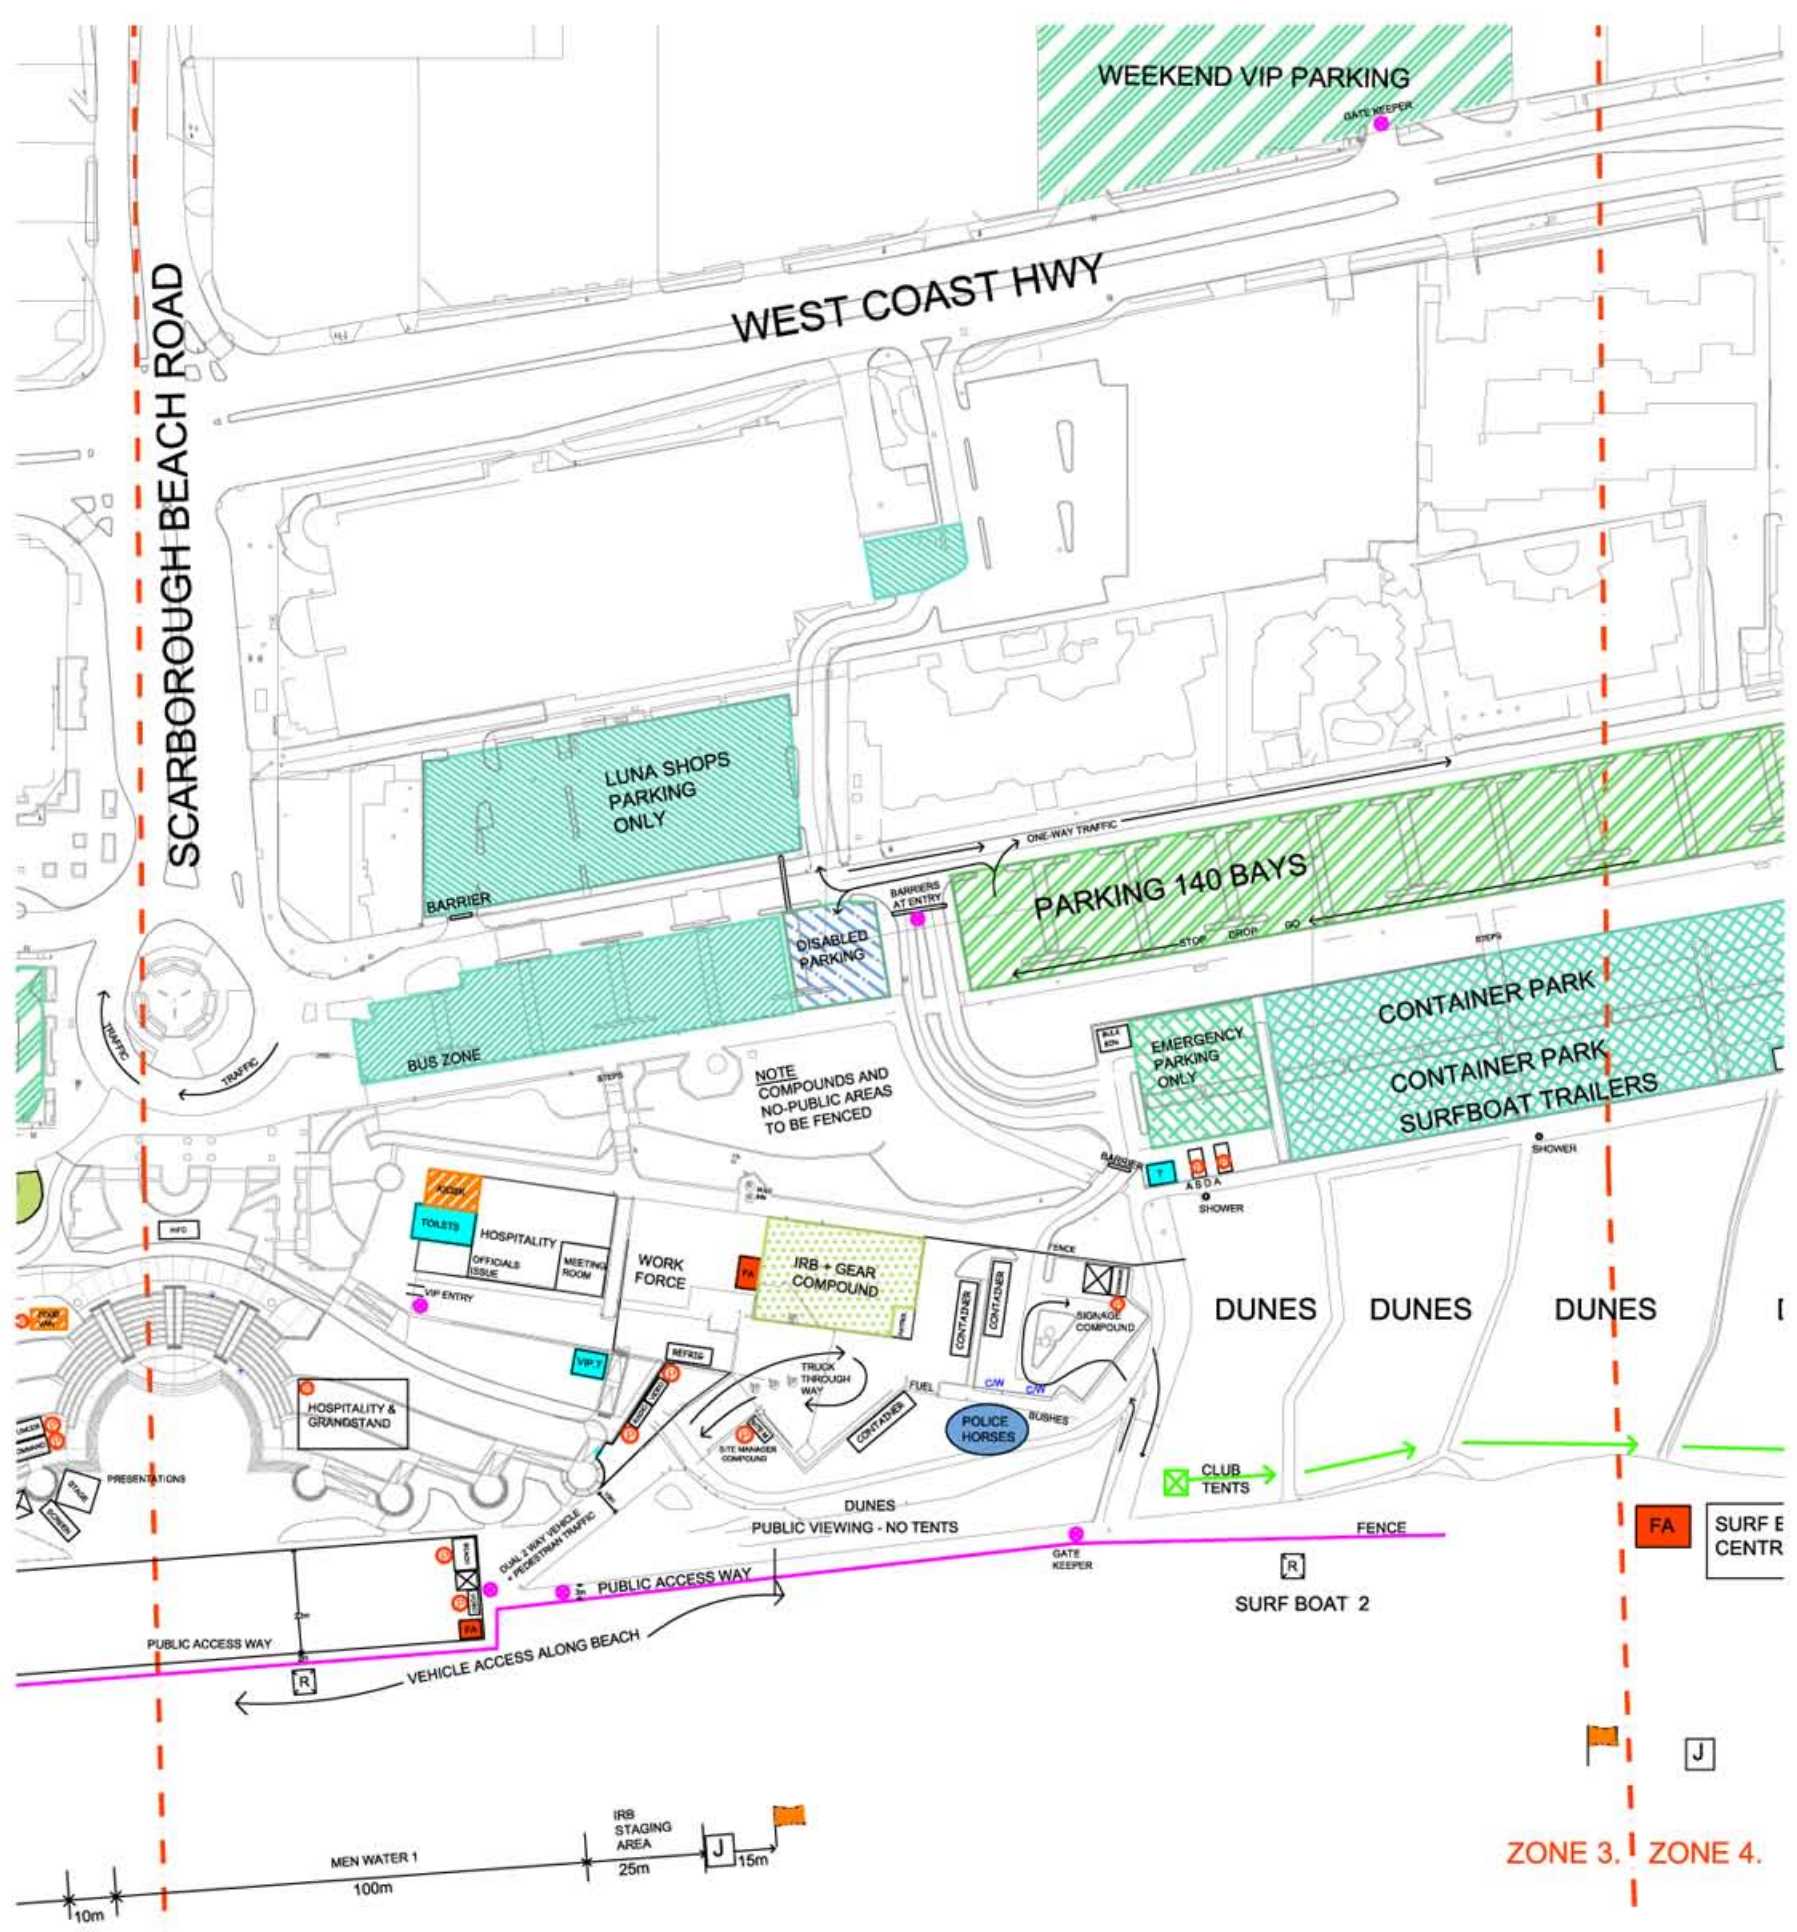 WEEKEND VIP PARKING
GATE KEEPER
WEST COAST HWY
SCARBOROUGH BEACH ROAD
LUNA SHOPS
PARKING
ONLY
BARRIER
ONE-WAY TRAFFIC
BARRIERS
AT ENTRY
PARKING 140 BAYS
STOP DROP GO
DISABLED
PARKING
STEPS
CONTAINER PARK
CONTAINER PARK
SURFBOAT TRAILERS
BUS ZONE
TRAFFIC
TRAFFIC
STEPS
NOTE
COMPOUNDS AND
NO-PUBLIC AREAS
TO BE FENCED
EMERGENCY
PARKING
ONLY
BARRIER
T
ASDA
SHOWER
SHOWER
KIOSK
TOILETS
HOSPITALITY
OFFICIALS
ISSUE
MEETING
ROOM
WORK
FORCE
FA
IRB + GEAR
COMPOUND
FENCE
CONTAINER
CONTAINER
SIGNAGE
COMPOUND
DUNES
DUNES
DUNES
INFO
VIP ENTRY
VIP.T
REFRIG
TRUCK
THROUGH
WAY
FUEL
C/W
C/W
BUSHES
POLICE
HORSES
CONTAINER
SITE MANAGER
COMPOUND
HOSPITALITY &
GRANDSTAND
PRESENTATIONS
STAGE
SCREEN
CLUB
TENTS
DUNES
PUBLIC VIEWING - NO TENTS
FENCE
DUAL 2 WAY VEHICLE
+ PEDESTRIAN TRAFFIC
GATE
KEEPER
FA
SURF E
CENTR
R
SURF BOAT 2
PUBLIC ACCESS WAY
FA
PUBLIC ACCESS WAY
VEHICLE ACCESS ALONG BEACH
R
J
IRB
STAGING
AREA
J
MEN WATER 1
10m
100m
25m
15m
ZONE 3.
ZONE 4.